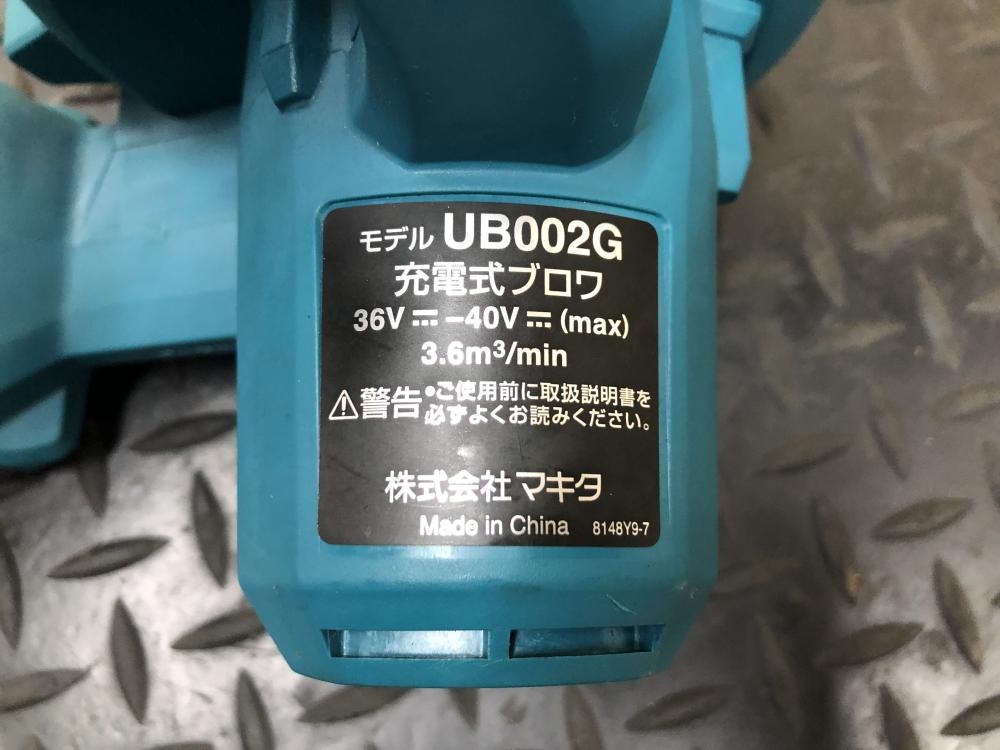 モデル UB002G
充電式ブロワ
36V ⎓ –40V ⎓ (max)
3.6m³/min
⚠警告 •ご使用前に取扱説明書を
必ずよくお読みください。
株式会社 マキタ
Made in China 8148Y9-7